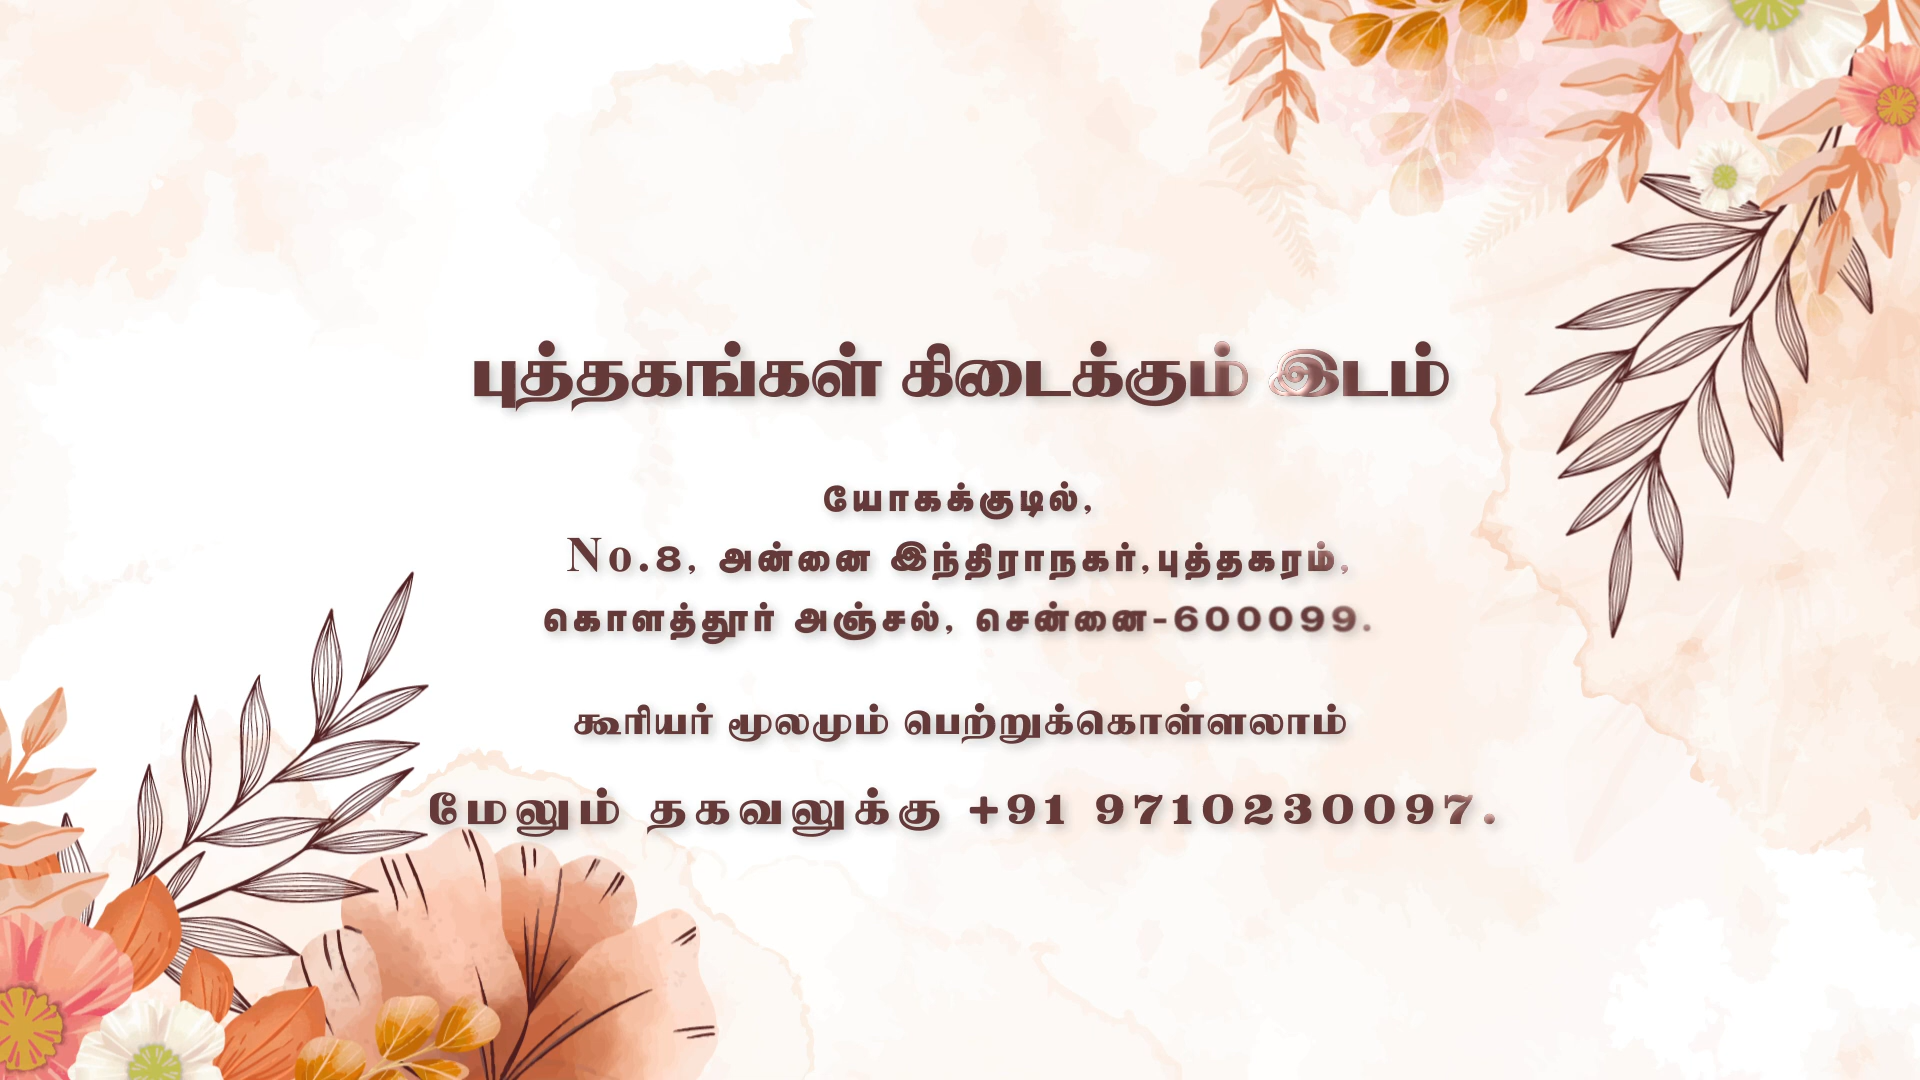 புத்தகங்கள் கிடைக்கும் இடம்
யோகக்குடில்,
No.8, அன்னை இந்திராநகர்,புத்தகரம்,
கொளத்தூர் அஞ்சல், சென்னை-600099.
கூரியர் மூலமும் பெற்றுக்கொள்ளலாம்
மேலும் தகவலுக்கு +91 9710230097.